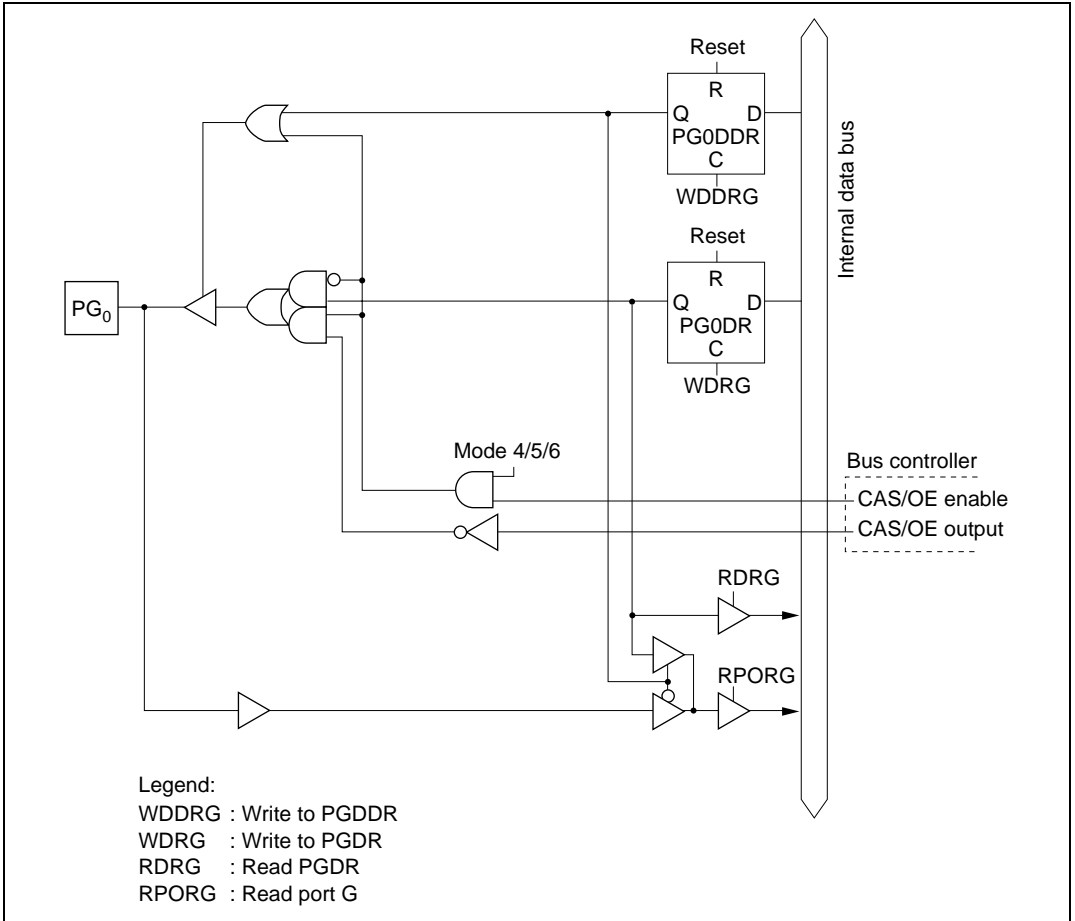 Reset
R
Q D
PG0DDR
C
WDDRG
Internal data bus
Reset
R
Q D
PG0DR
C
WDRG
PG0
Mode 4/5/6
Bus controller
CAS/OE enable
CAS/OE output
RDRG
RPORG
Legend:
WDDRG : Write to PGDDR
WDRG : Write to PGDR
RDRG : Read PGDR
RPORG : Read port G